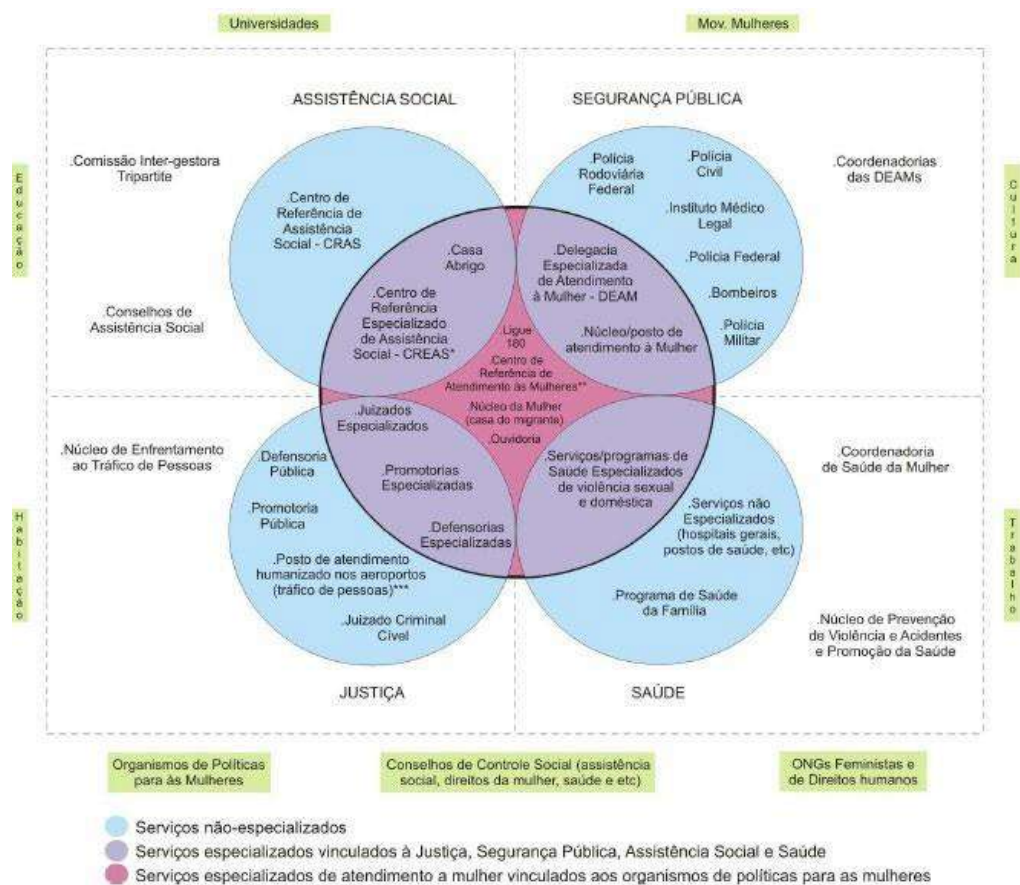 Universidades
Mov. Mulheres
ASSISTÊNCIA SOCIAL
SEGURANÇA PÚBLICA
Educação
.Comissão Inter-gestora
Tripartite
.Conselhos de
Assistência Social
.Centro de
Referência de
Assistência
Social - CRAS
.Casa
Abrigo
.Centro de
Referência
Especializado
de Assistência
Social - CREAS*
.Polícia
Rodoviária
Federal
.Polícia
Civil
.Instituto Médico
Legal
.Polícia Federal
.Bombeiros
.Polícia
Militar
.Delegacia
Especializada
de Atendimento
à Mulher - DEAM
.Núcleo/posto de
atendimento à Mulher
.Coordenadorias
das DEAMs
Cultura
.Ligue
180
.Centro de
Referência de
Atendimento às Mulheres**
.Núcleo da Mulher
(casa do migrante)
.Ouvidoria
Habitação
.Núcleo de Enfrentamento
ao Tráfico de Pessoas
.Juizados
Especializados
.Defensoria
Pública
.Promotorias
Especializadas
.Promotoria
Pública
.Defensorias
Especializadas
.Posto de atendimento
humanizado nos aeroportos
(tráfico de pessoas)***
.Juizado Criminal
Cível
.Serviços/programas de
Saúde Especializados
de violência sexual
e doméstica
.Serviços não
Especializados
(hospitais gerais,
postos de saúde, etc)
.Programa de Saúde
da Família
.Coordenadoria
de Saúde da Mulher
.Núcleo de Prevenção
de Violência e Acidentes
e Promoção da Saúde
Trabalho
JUSTIÇA
SAÚDE
Organismos de Políticas
para às Mulheres
Conselhos de Controle Social (assistência
social, direitos da mulher, saúde e etc)
ONGs Feministas e
de Direitos humanos
Serviços não-especializados
Serviços especializados vinculados à Justiça, Segurança Pública, Assistência Social e Saúde
Serviços especializados de atendimento a mulher vinculados aos organismos de políticas para as mulheres